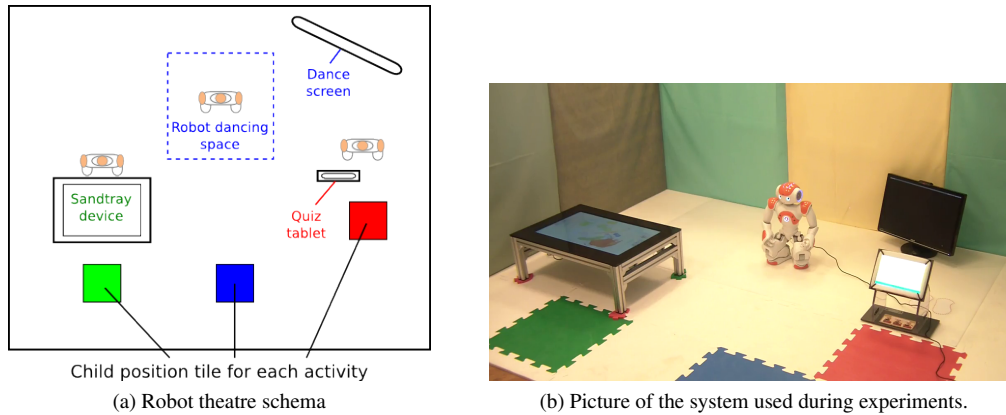 Dance
screen
Robot dancing
space
Sandtray
device
Quiz
tablet
Child position tile for each activity
(a) Robot theatre schema
(b) Picture of the system used during experiments.